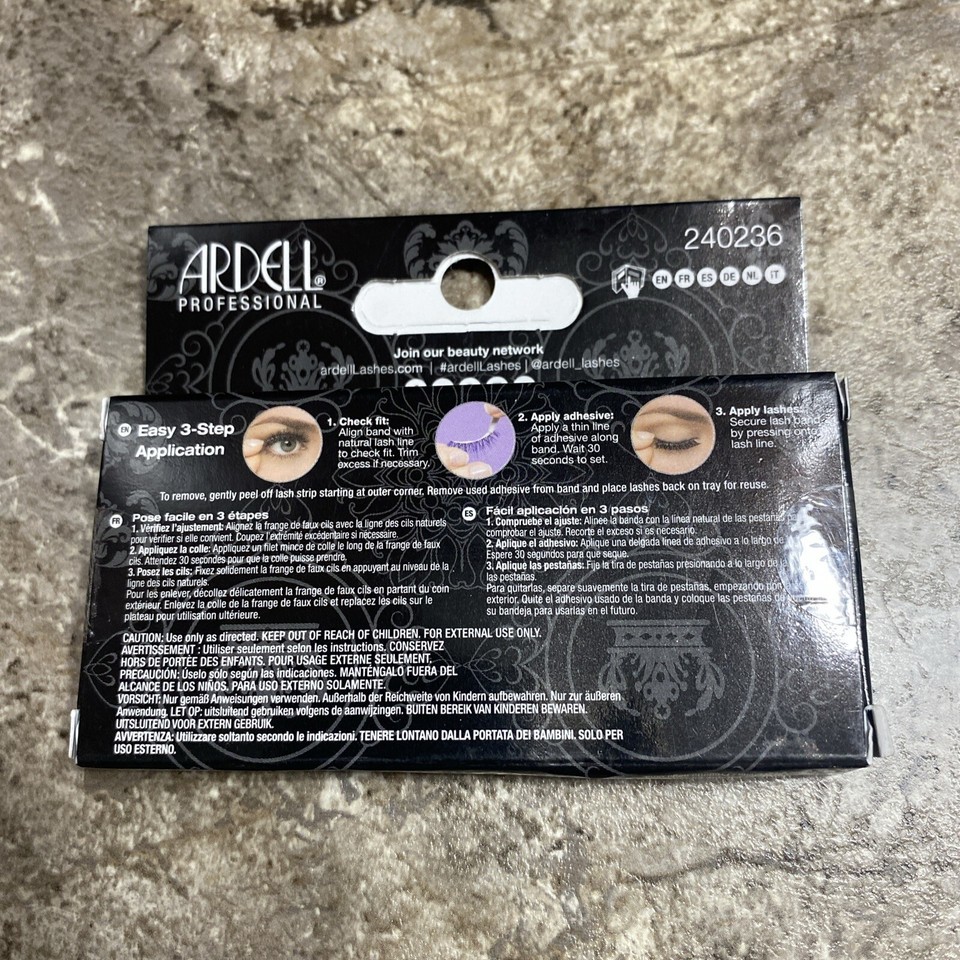 ARDELL®
PROFESSIONAL
240236
EN FR ES DE NL IT
Join our beauty network
ardellLashes.com | #ardellLashes | @ardell_lashes
EN Easy 3-Step
Application
1. Check fit:
Align band with
natural lash line
to check fit. Trim
excess if necessary.
2. Apply adhesive:
Apply a thin line
of adhesive along
band. Wait 30
seconds to set.
3. Apply lashes:
Secure lash band
by pressing onto
lash line.
To remove, gently peel off lash strip starting at outer corner. Remove used adhesive from band and place lashes back on tray for reuse.
FR Pose facile en 3 étapes
1. Vérifiez l'ajustement: Alignez la frange de faux cils avec la ligne des cils naturels
pour vérifier si elle convient. Coupez l'extrémité excédentaire si nécessaire.
2. Appliquez la colle: Appliquez un filet mince de colle le long de la frange de faux
cils. Attendez 30 secondes pour que la colle puisse prendre.
3. Posez les cils: Fixez solidement la frange de faux cils en appuyant au niveau de la
ligne des cils naturels.
Pour les enlever, décollez délicatement la frange de faux cils en partant du coin
extérieur. Enlevez la colle de la frange de faux cils et replacez les cils sur le
plateau pour utilisation ultérieure.
ES Fácil aplicación en 3 pasos
1. Compruebe el ajuste: Alinee la banda con la línea natural de las pestañas para
comprobar el ajuste. Recorte el exceso si es necesario.
2. Aplique el adhesivo: Aplique una delgada línea de adhesivo a lo largo de
Espere 30 segundos para que seque.
3. Aplique las pestañas: Fije la tira de pestañas presionando a lo largo de la
las pestañas.
Para quitarlas, separe suavemente la tira de pestañas, empezando por
exterior. Quite el adhesivo usado de la banda y coloque las pestañas de
su bandeja para usarlas en el futuro.
CAUTION: Use only as directed. KEEP OUT OF REACH OF CHILDREN. FOR EXTERNAL USE ONLY.
AVERTISSEMENT : Utiliser seulement selon les instructions. CONSERVEZ
HORS DE PORTÉE DES ENFANTS. POUR USAGE EXTERNE SEULEMENT.
PRECAUCIÓN: Úselo sólo según las indicaciones. MANTÉNGALO FUERA DEL
ALCANCE DE LOS NIÑOS. PARA USO EXTERNO SOLAMENTE.
VORSICHT: Nur gemäß Anweisungen verwenden. Außerhalb der Reichweite von Kindern aufbewahren. Nur zur äußeren
Anwendung. LET OP: uitsluitend gebruiken volgens de aanwijzingen. BUITEN BEREIK VAN KINDEREN BEWAREN.
UITSLUITEND VOOR EXTERN GEBRUIK.
AVVERTENZA: Utilizzare soltanto secondo le indicazioni. TENERE LONTANO DALLA PORTATA DEI BAMBINI. SOLO PER
USO ESTERNO.